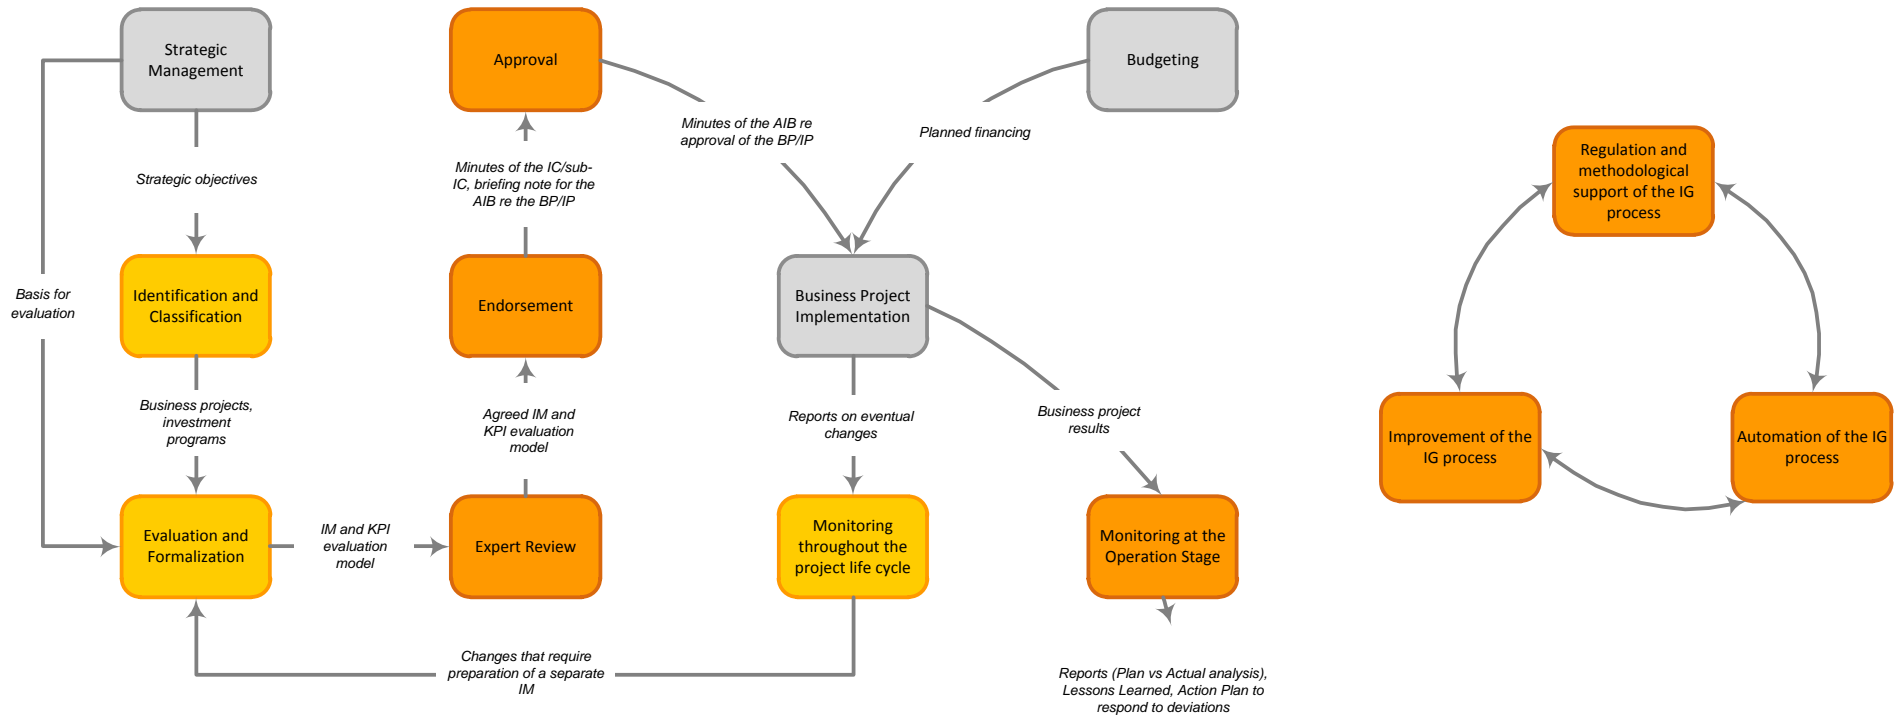 Strategic
Management
Approval
Budgeting
Minutes of the AIB re
approval of the BP/IP
Planned financing
Strategic objectives
Minutes of the IC/sub-
IC, briefing note for the
AIB re the BP/IP
Regulation and
methodological
support of the IG
process
Basis for
evaluation
Identification and
Classification
Endorsement
Business Project
Implementation
Business projects,
investment
programs
Agreed IM and
KPI evaluation
model
Reports on eventual
changes
Business project
results
Improvement of the
IG process
Automation of the IG
process
Evaluation and
Formalization
IM and KPI
evaluation
model
Expert Review
Monitoring
throughout the
project life cycle
Monitoring at the
Operation Stage
Changes that require
preparation of a separate
IM
Reports (Plan vs Actual analysis),
Lessons Learned, Action Plan to
respond to deviations